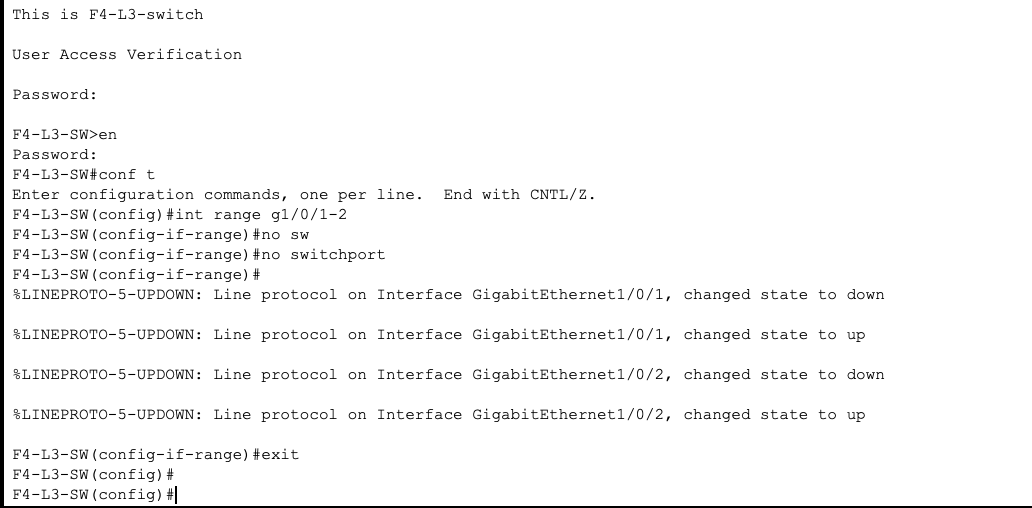 This is F4-L3-switch
User Access Verification
Password:
F4-L3-SW>en
Password:
F4-L3-SW#conf t
Enter configuration commands, one per line.  End with CNTL/Z.
F4-L3-SW(config)#int range g1/0/1-2
F4-L3-SW(config-if-range)#no sw
F4-L3-SW(config-if-range)#no switchport
F4-L3-SW(config-if-range)#
%LINEPROTO-5-UPDOWN: Line protocol on Interface GigabitEthernet1/0/1, changed state to down
%LINEPROTO-5-UPDOWN: Line protocol on Interface GigabitEthernet1/0/1, changed state to up
%LINEPROTO-5-UPDOWN: Line protocol on Interface GigabitEthernet1/0/2, changed state to down
%LINEPROTO-5-UPDOWN: Line protocol on Interface GigabitEthernet1/0/2, changed state to up
F4-L3-SW(config-if-range)#exit
F4-L3-SW(config)#
F4-L3-SW(config)#